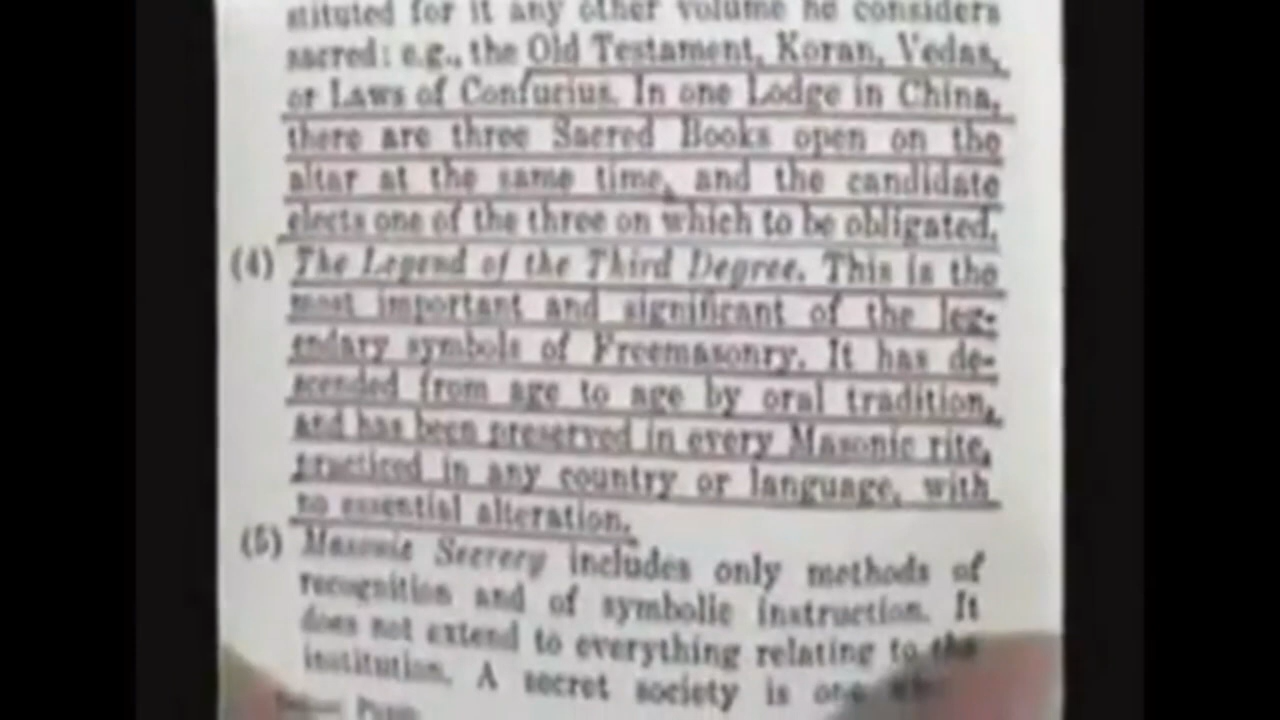 stituted for it any other volume he considers
sacred: e.g., the Old Testament, Koran, Vedas,
or Laws of Confucius. In one Lodge in China,
there are three Sacred Books open on the
altar at the same time, and the candidate
elects one of the three on which to be obligated.
(4) The Legend of the Third Degree. This is the
most important and significant of the leg-
endary symbols of Freemasonry. It has de-
scended from age to age by oral tradition,
and has been preserved in every Masonic rite,
practiced in any country or language, with
no essential alteration.
(5) Masonic Secrecy includes only methods of
recognition and of symbolic instruction. It
does not extend to everything relating to the
institution. A secret society is one